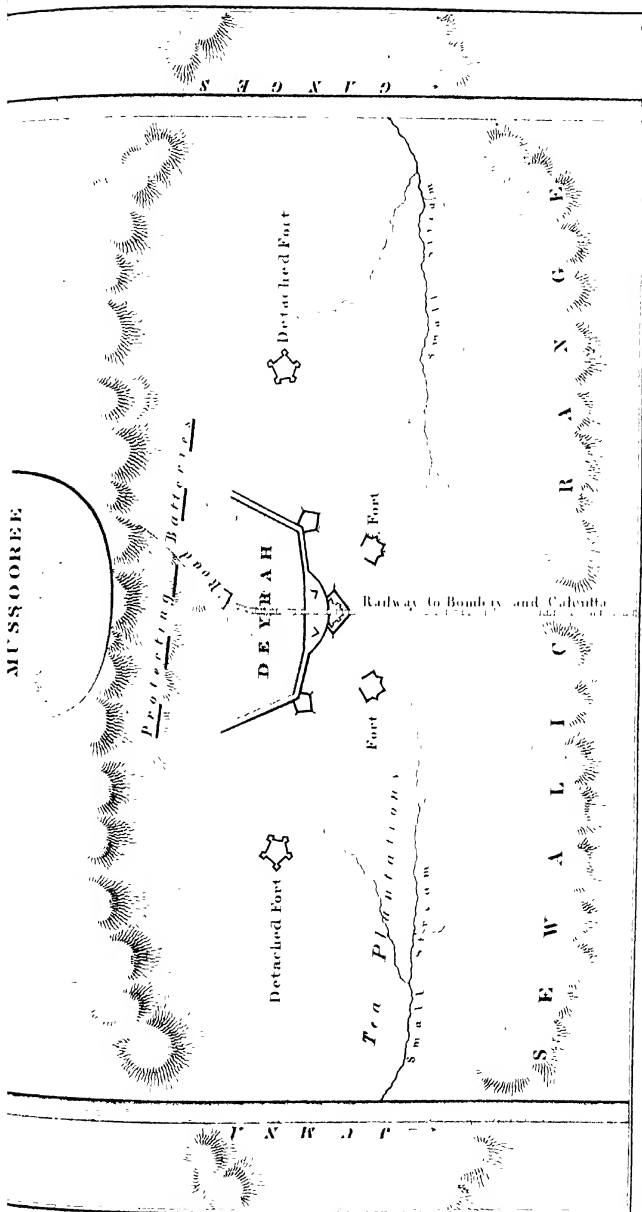 MUSSOOREE
Protecting Batteries
Road
DEYRAH
Detached Fort
Detached Fort
Fort
Fort
Tea Plantations
Small Stream
Small Stream
Railway to Bombay and Calcutta
SEWALIC RANGE
JUMNA
GANGES